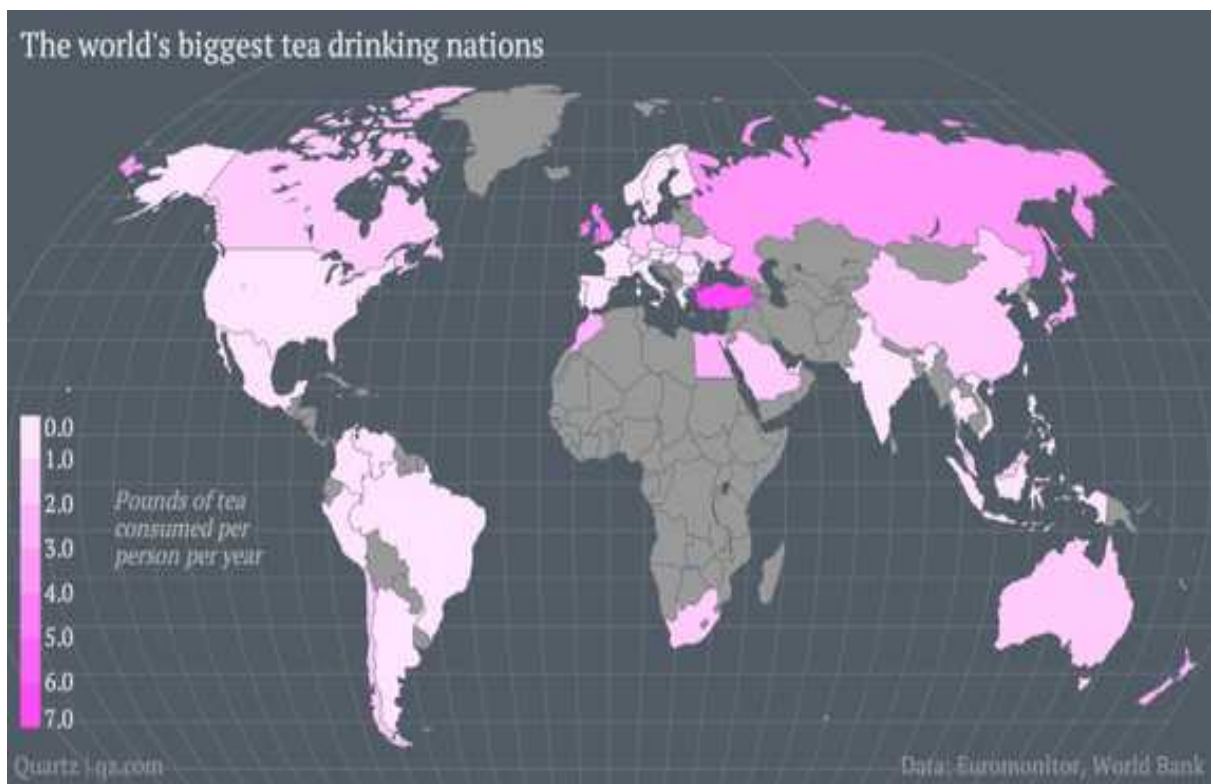 The world's biggest tea drinking nations
0.0
1.0
2.0
3.0
4.0
5.0
6.0
7.0
Pounds of tea
consumed per
person per year
Quartz | qz.com
Data: Euromonitor, World Bank